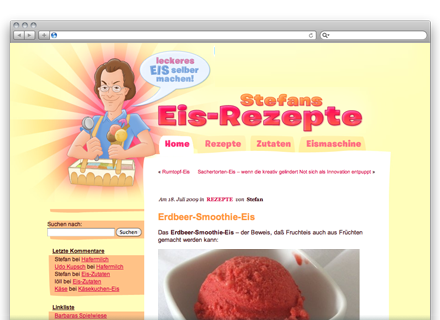 leckeres
EIS selber
machen!
Stefans
Eis-Rezepte
Home Rezepte Zutaten Eismaschine
« Rumtopf-Eis Sachertorten-Eis – wenn die kreativ gelindert Not sich als Innovation entpuppt »
Am 18. Juli 2009 in REZEPTE von Stefan
Erdbeer-Smoothie-Eis
Das Erdbeer-Smoothie-Eis – der Beweis, daß Fruchteis auch aus Früchten
gemacht werden kann:
Suchen nach:
Suchen
Letzte Kommentare
Stefan bei Hafermilch
Udo Kupsch bei Hafermilch
Stefan bei Eis-Zutaten
löll bei Eis-Zutaten
Käse bei Käsekuchen-Eis
Linkliste
Barbaras Spielwiese